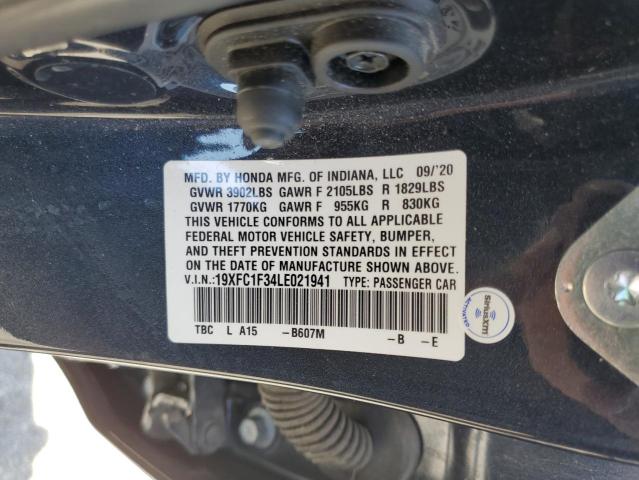 MFD. BY HONDA MFG. OF INDIANA, LLC 09/'20
GVWR 3902LBS GAWR F 2105LBS R 1829LBS
GVWR 1770KG GAWR F 955KG R 830KG
THIS VEHICLE CONFORMS TO ALL APPLICABLE
FEDERAL MOTOR VEHICLE SAFETY, BUMPER,
AND THEFT PREVENTION STANDARDS IN EFFECT
ON THE DATE OF MANUFACTURE SHOWN ABOVE.
V.I.N.: 19XFC1F34LE021941 TYPE: PASSENGER CAR
TBC L A15 –B607M –B –E
SiriusXM
ACTIVATED